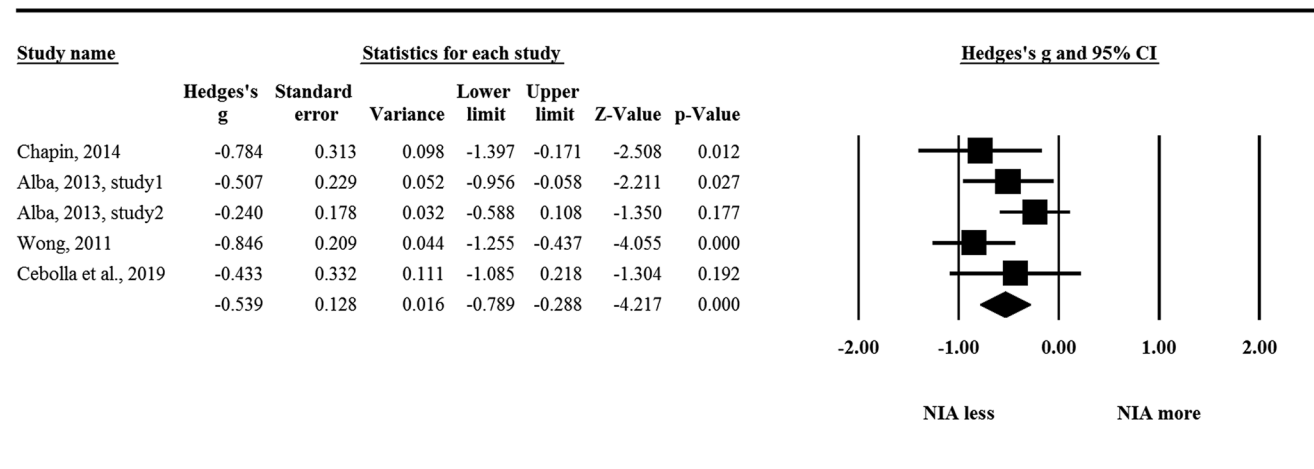 Study name Statistics for each study Hedges's g and 95% CI
Hedges's Standard Lower Upper
g error Variance limit limit Z-Value p-Value
Chapin, 2014 -0.784 0.313 0.098 -1.397 -0.171 -2.508 0.012
Alba, 2013, study1 -0.507 0.229 0.052 -0.956 -0.058 -2.211 0.027
Alba, 2013, study2 -0.240 0.178 0.032 -0.588 0.108 -1.350 0.177
Wong, 2011 -0.846 0.209 0.044 -1.255 -0.437 -4.055 0.000
Cebolla et al., 2019 -0.433 0.332 0.111 -1.085 0.218 -1.304 0.192
-0.539 0.128 0.016 -0.789 -0.288 -4.217 0.000
-2.00 -1.00 0.00 1.00 2.00
NIA less NIA more